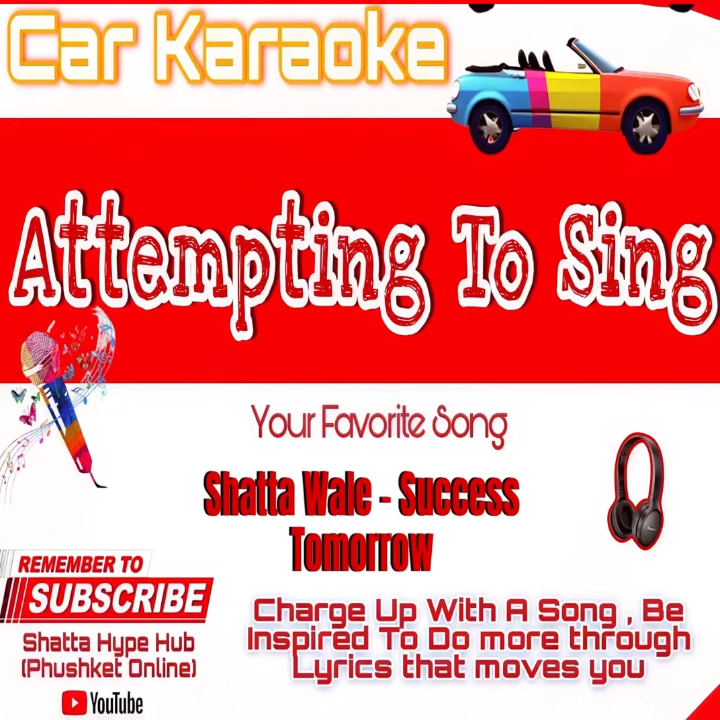 Car Karaoke
Attempting To Sing
Your Favorite Song
Shatta Wale - Success
Tomorrow
REMEMBER TO
SUBSCRIBE
Shatta Hype Hub
(Phushket Online)
YouTube
Charge Up With A Song , Be
Inspired To Do more through
Lyrics that moves you